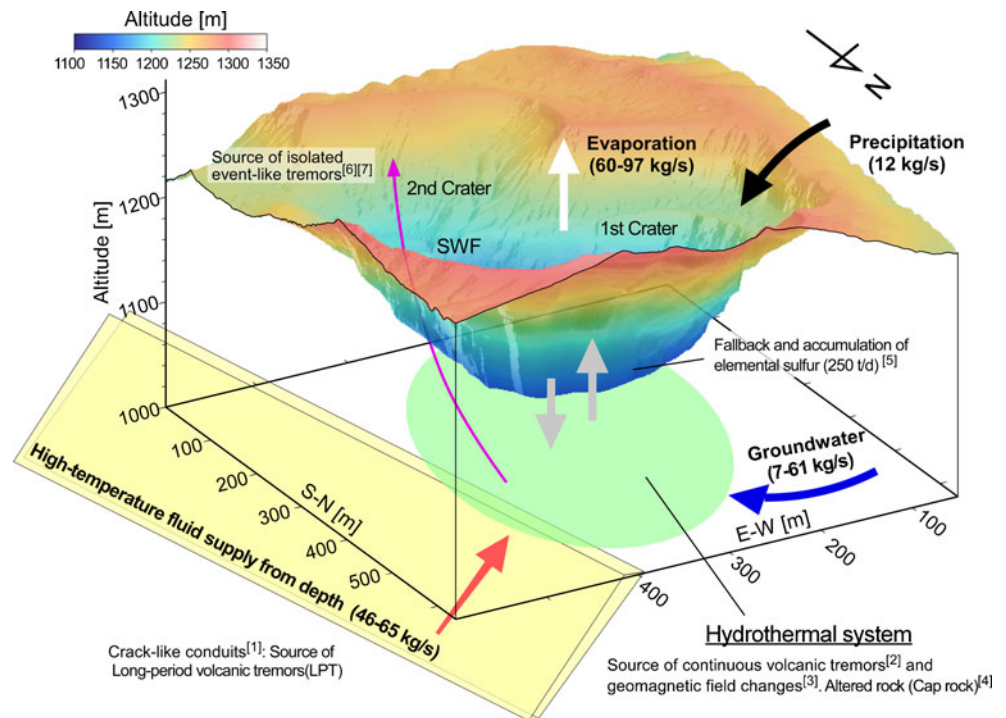 Altitude [m]
1100 1150 1200 1250 1300 1350
N
1300
1200
1100
1000
Altitude [m]
Evaporation
(60-97 kg/s)
Precipitation
(12 kg/s)
Source of isolated
event-like tremors[6][7]
2nd Crater
1st Crater
SWF
Fallback and accumulation of
elemental sulfur (250 t/d) [5]
Groundwater
(7-61 kg/s)
100
200
300
400
500
S-N [m]
100
200
300
400
E-W [m]
High-temperature fluid supply from depth (46-65 kg/s)
Crack-like conduits[1]: Source of
Long-period volcanic tremors(LPT)
Hydrothermal system
Source of continuous volcanic tremors[2] and
geomagnetic field changes[3]. Altered rock (Cap rock)[4]